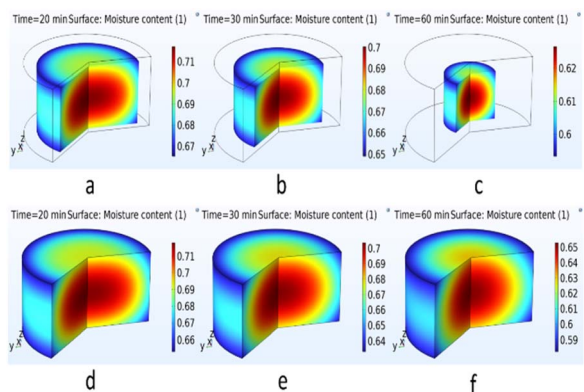 Time=20 min Surface: Moisture content (1)
Time=30 min Surface: Moisture content (1)
Time=60 min Surface: Moisture content (1)
0.71
0.7
0.69
0.68
0.67
y z x
0.7
0.69
0.68
0.67
0.66
0.65
y z x
0.62
0.61
0.6
y z x
a
b
c
Time=20 min Surface: Moisture content (1)
Time=30 min Surface: Moisture content (1)
Time=60 min Surface: Moisture content (1)
0.71
0.7
0.69
0.68
0.67
0.66
y z x
0.7
0.69
0.68
0.67
0.66
0.65
0.64
y z x
0.65
0.64
0.63
0.62
0.61
0.6
0.59
y z x
d
e
f